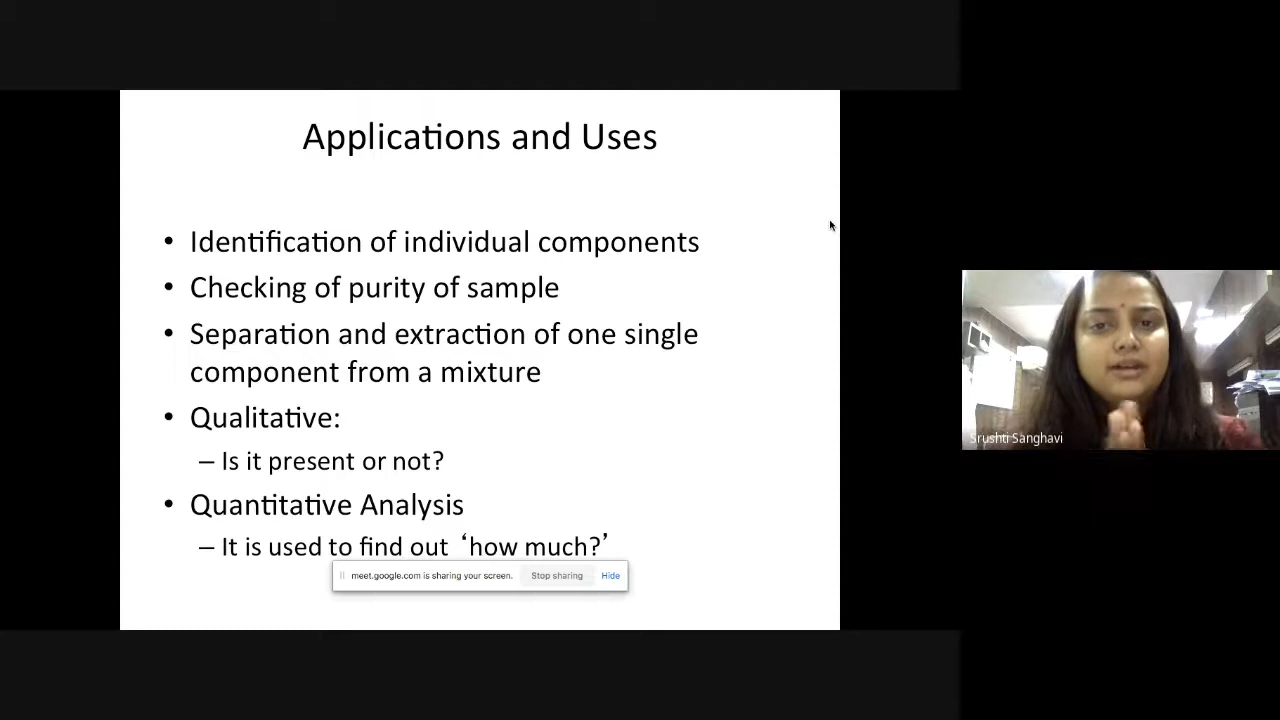 Applications and Uses
• Identification of individual components
• Checking of purity of sample
• Separation and extraction of one single
component from a mixture
• Qualitative:
– Is it present or not?
• Quantitative Analysis
– It is used to find out ‘how much?’
meet.google.com is sharing your screen. Stop sharing Hide
Srushti Sanghavi